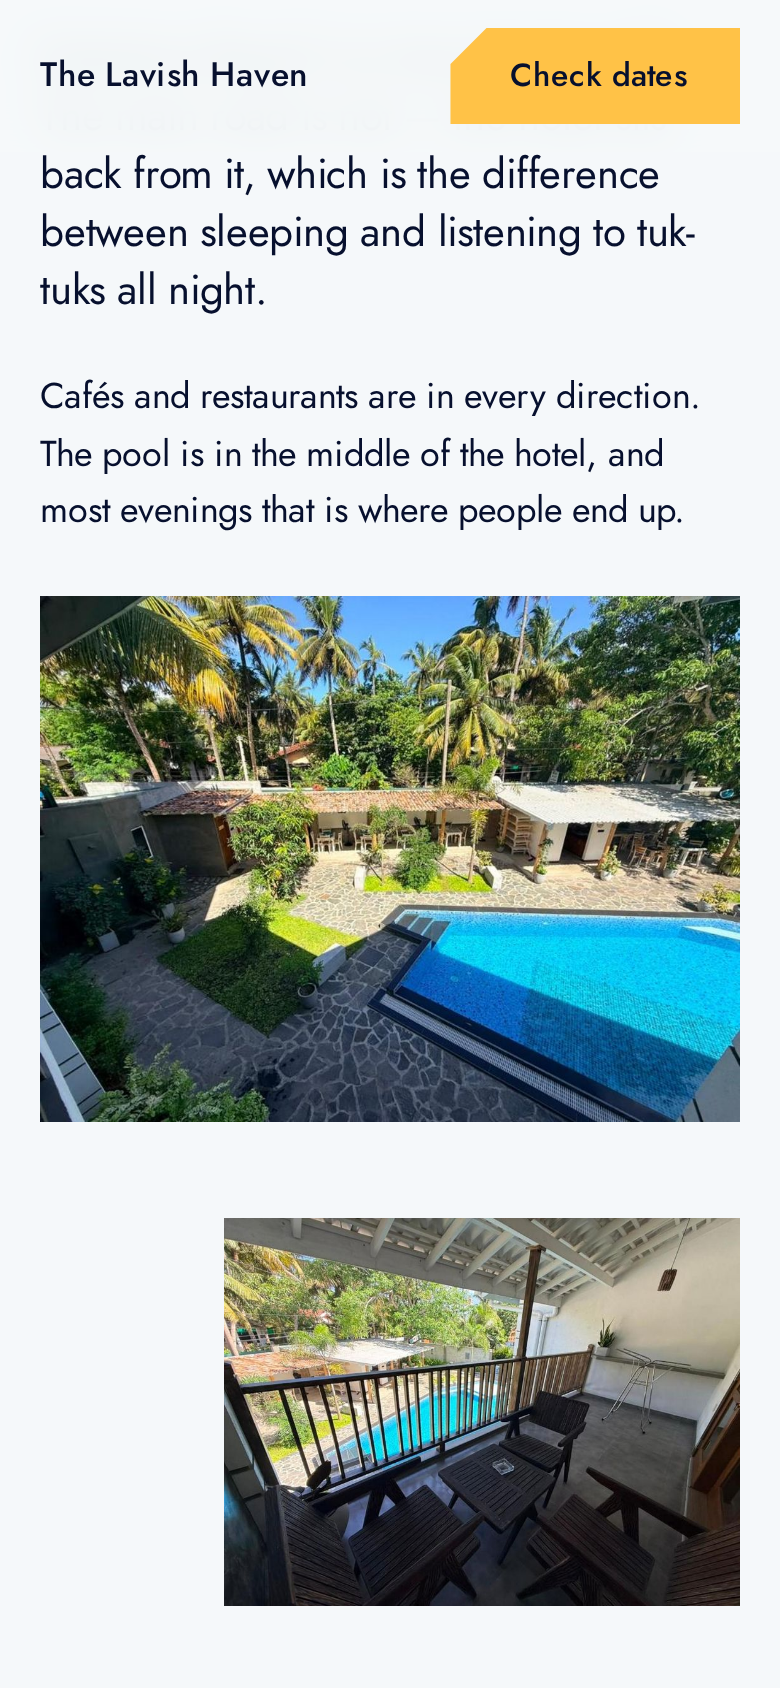 The Lavish Haven
Check dates
back from it, which is the difference
between sleeping and listening to tuk-
tuks all night.
Cafés and restaurants are in every direction.
The pool is in the middle of the hotel, and
most evenings that is where people end up.